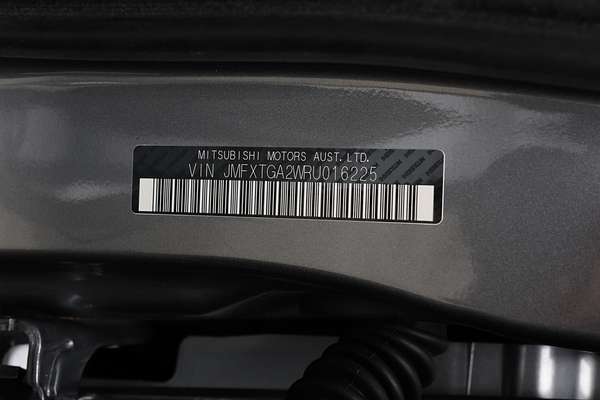 MITSUBISHI MOTORS AUST. LTD.
VIN JMFXTGA2WRU016225